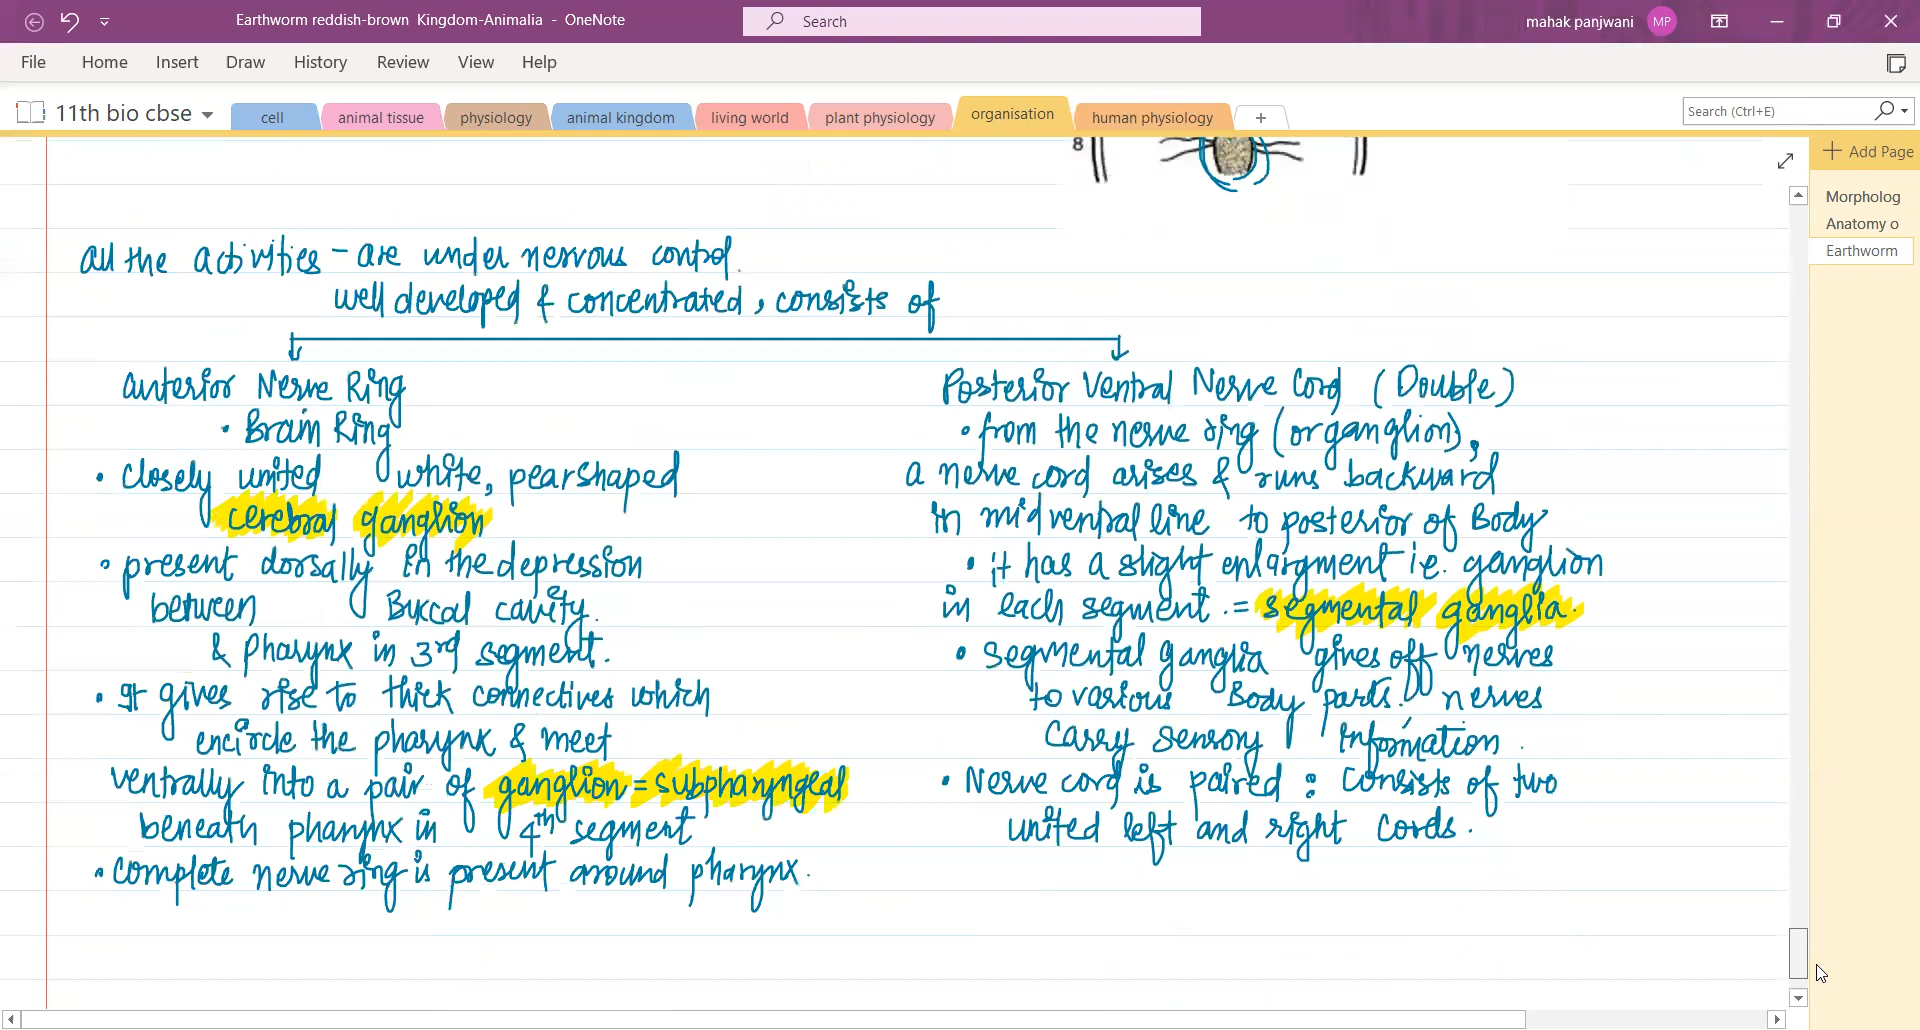 Earthworm reddish-brown Kingdom-Animalia - OneNote
Search
mahak panjwani
MP
File Home Insert Draw History Review View Help
11th bio cbse
cell animal tissue physiology animal kingdom living world plant physiology organisation human physiology +
Search (Ctrl+E)
Add Page
Morpholog
Anatomy o
Earthworm
8
All the activities - are under nervous control.
well developed & concentrated, consists of
Anterior Nerve Ring
• Brain Ring
• closely united white, pearshaped
cerebral ganglion
• present dorsally in the depression
between Buccal cavity.
& Pharynx in 3rd segment.
• It gives rise to thick connectives which
encircle the pharynx & meet
ventrally into a pair of ganglion = subpharyngeal
beneath pharynx in 4th segment
• complete nerve ring is present around pharynx.
Posterior Ventral Nerve Cord (Double)
• from the nerve ring (or ganglion),
a nerve cord arises & runs backward
in midventral line to posterior of Body
• it has a slight enlargment i.e. ganglion
in each segment. = segmental ganglia.
• segmental ganglia gives off nerves
to various Body parts. nerves
carry sensory information.
• Nerve cord is paired : consists of two
united left and right cords.